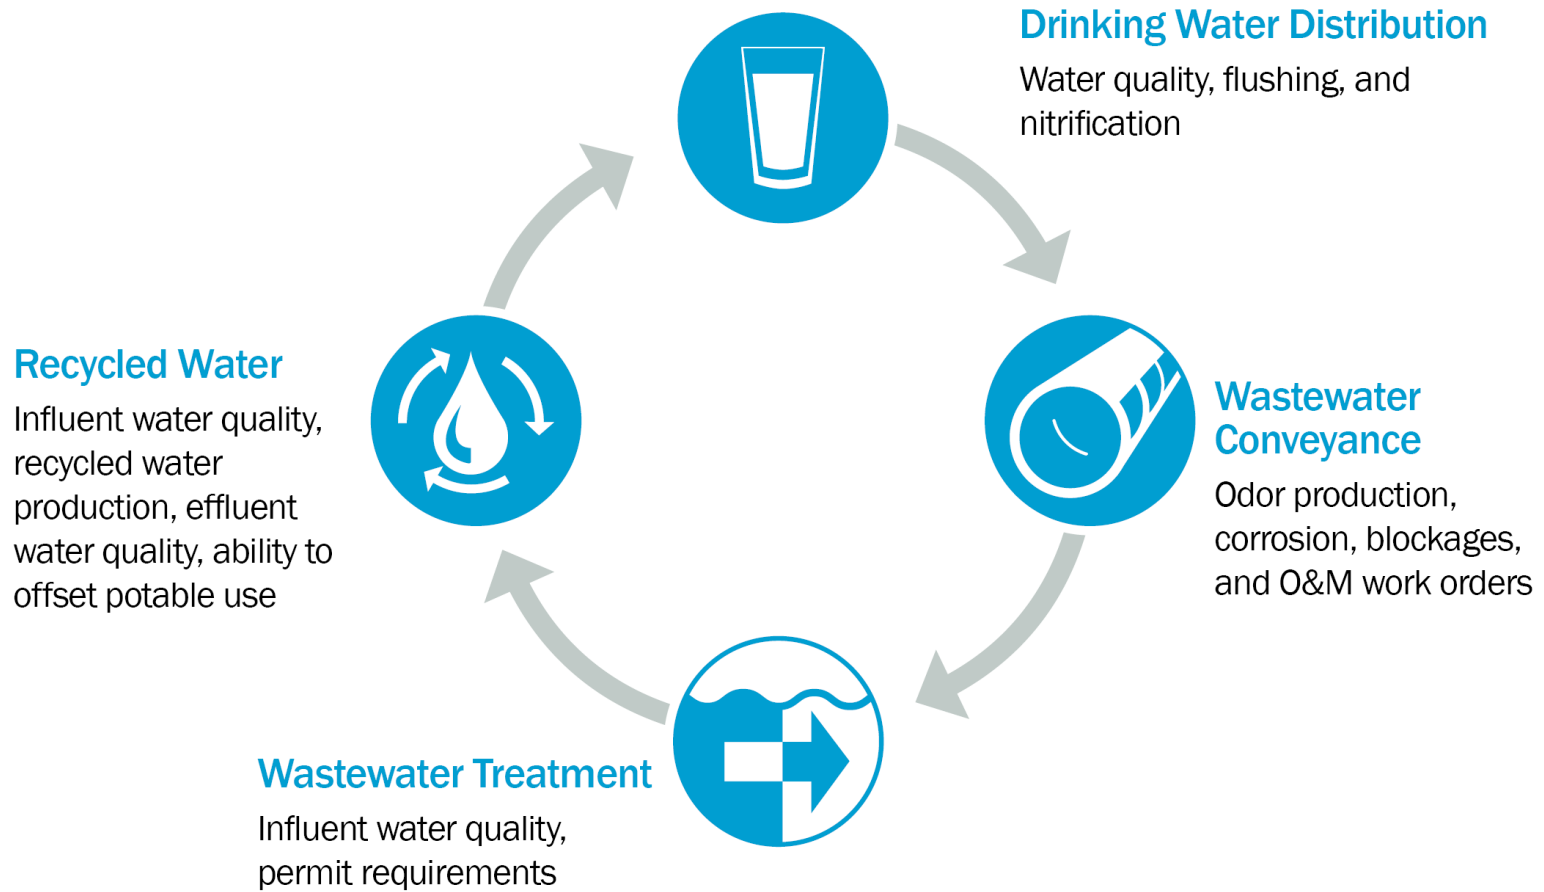 Drinking Water Distribution
Water quality, flushing, and
nitrification
Wastewater
Conveyance
Odor production,
corrosion, blockages,
and O&M work orders
Wastewater Treatment
Influent water quality,
permit requirements
Recycled Water
Influent water quality,
recycled water
production, effluent
water quality, ability to
offset potable use